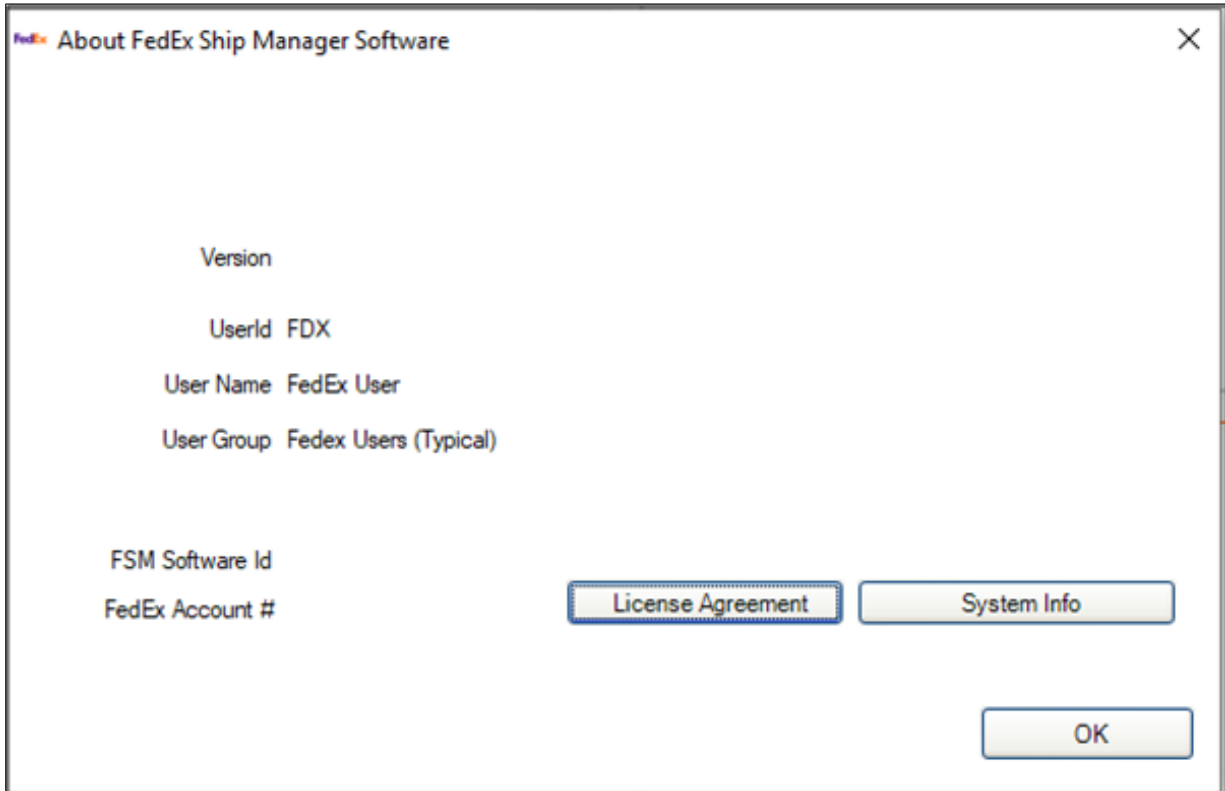 FedEx About FedEx Ship Manager Software
Version
UserId FDX
User Name FedEx User
User Group Fedex Users (Typical)
FSM Software Id
FedEx Account #
License Agreement System Info
OK